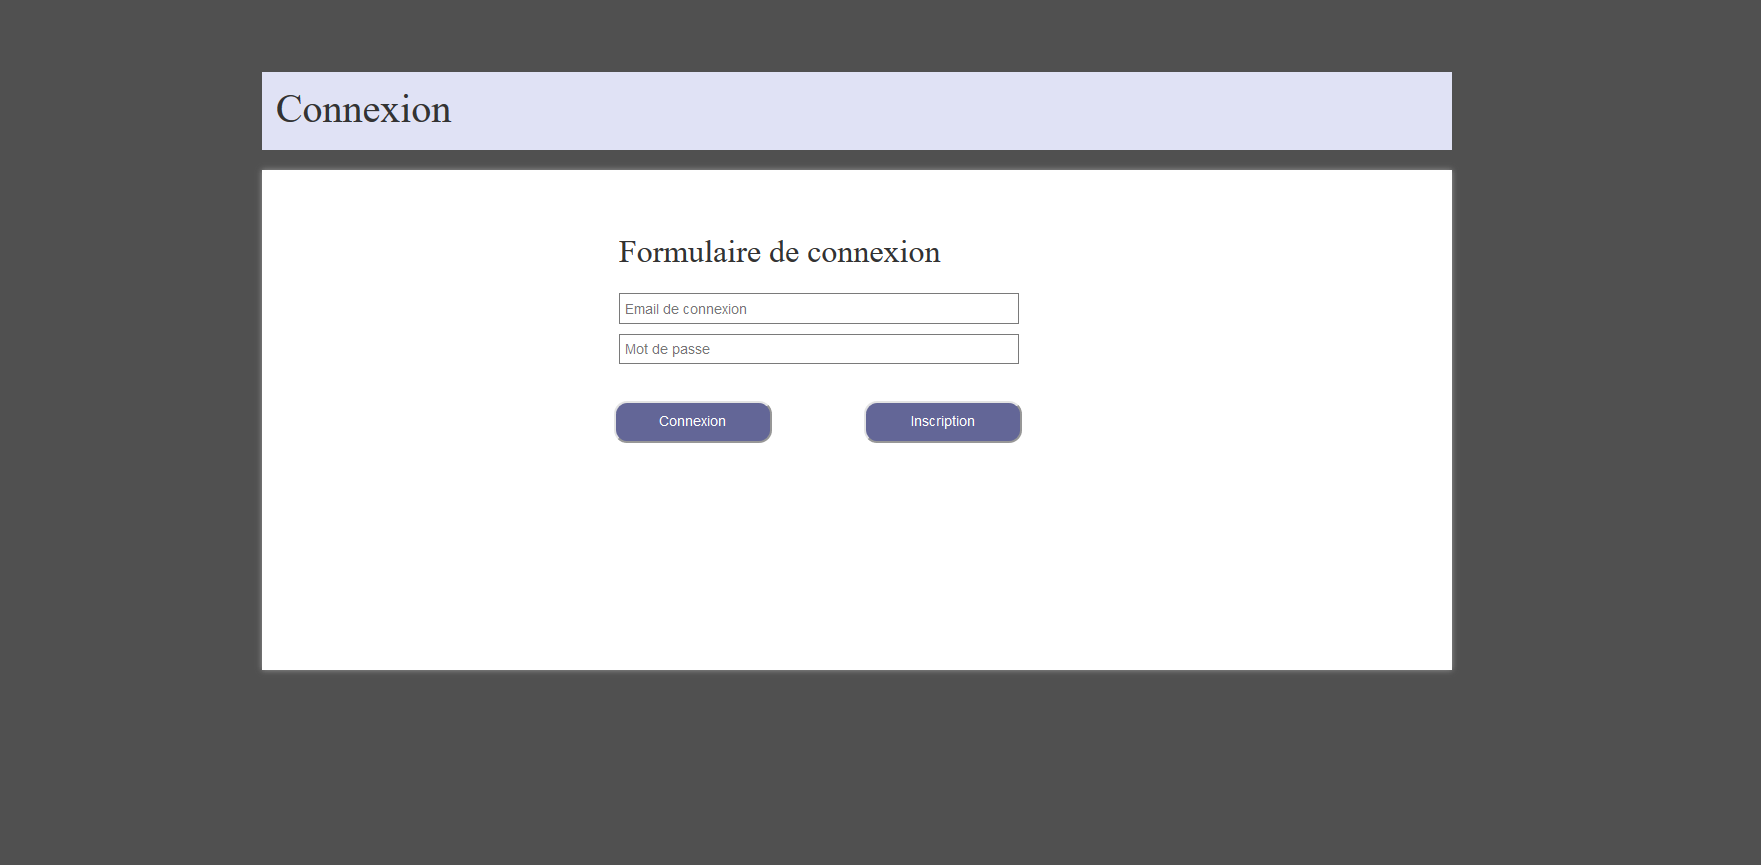 Connexion
Formulaire de connexion
Email de connexion
Mot de passe
Connexion
Inscription